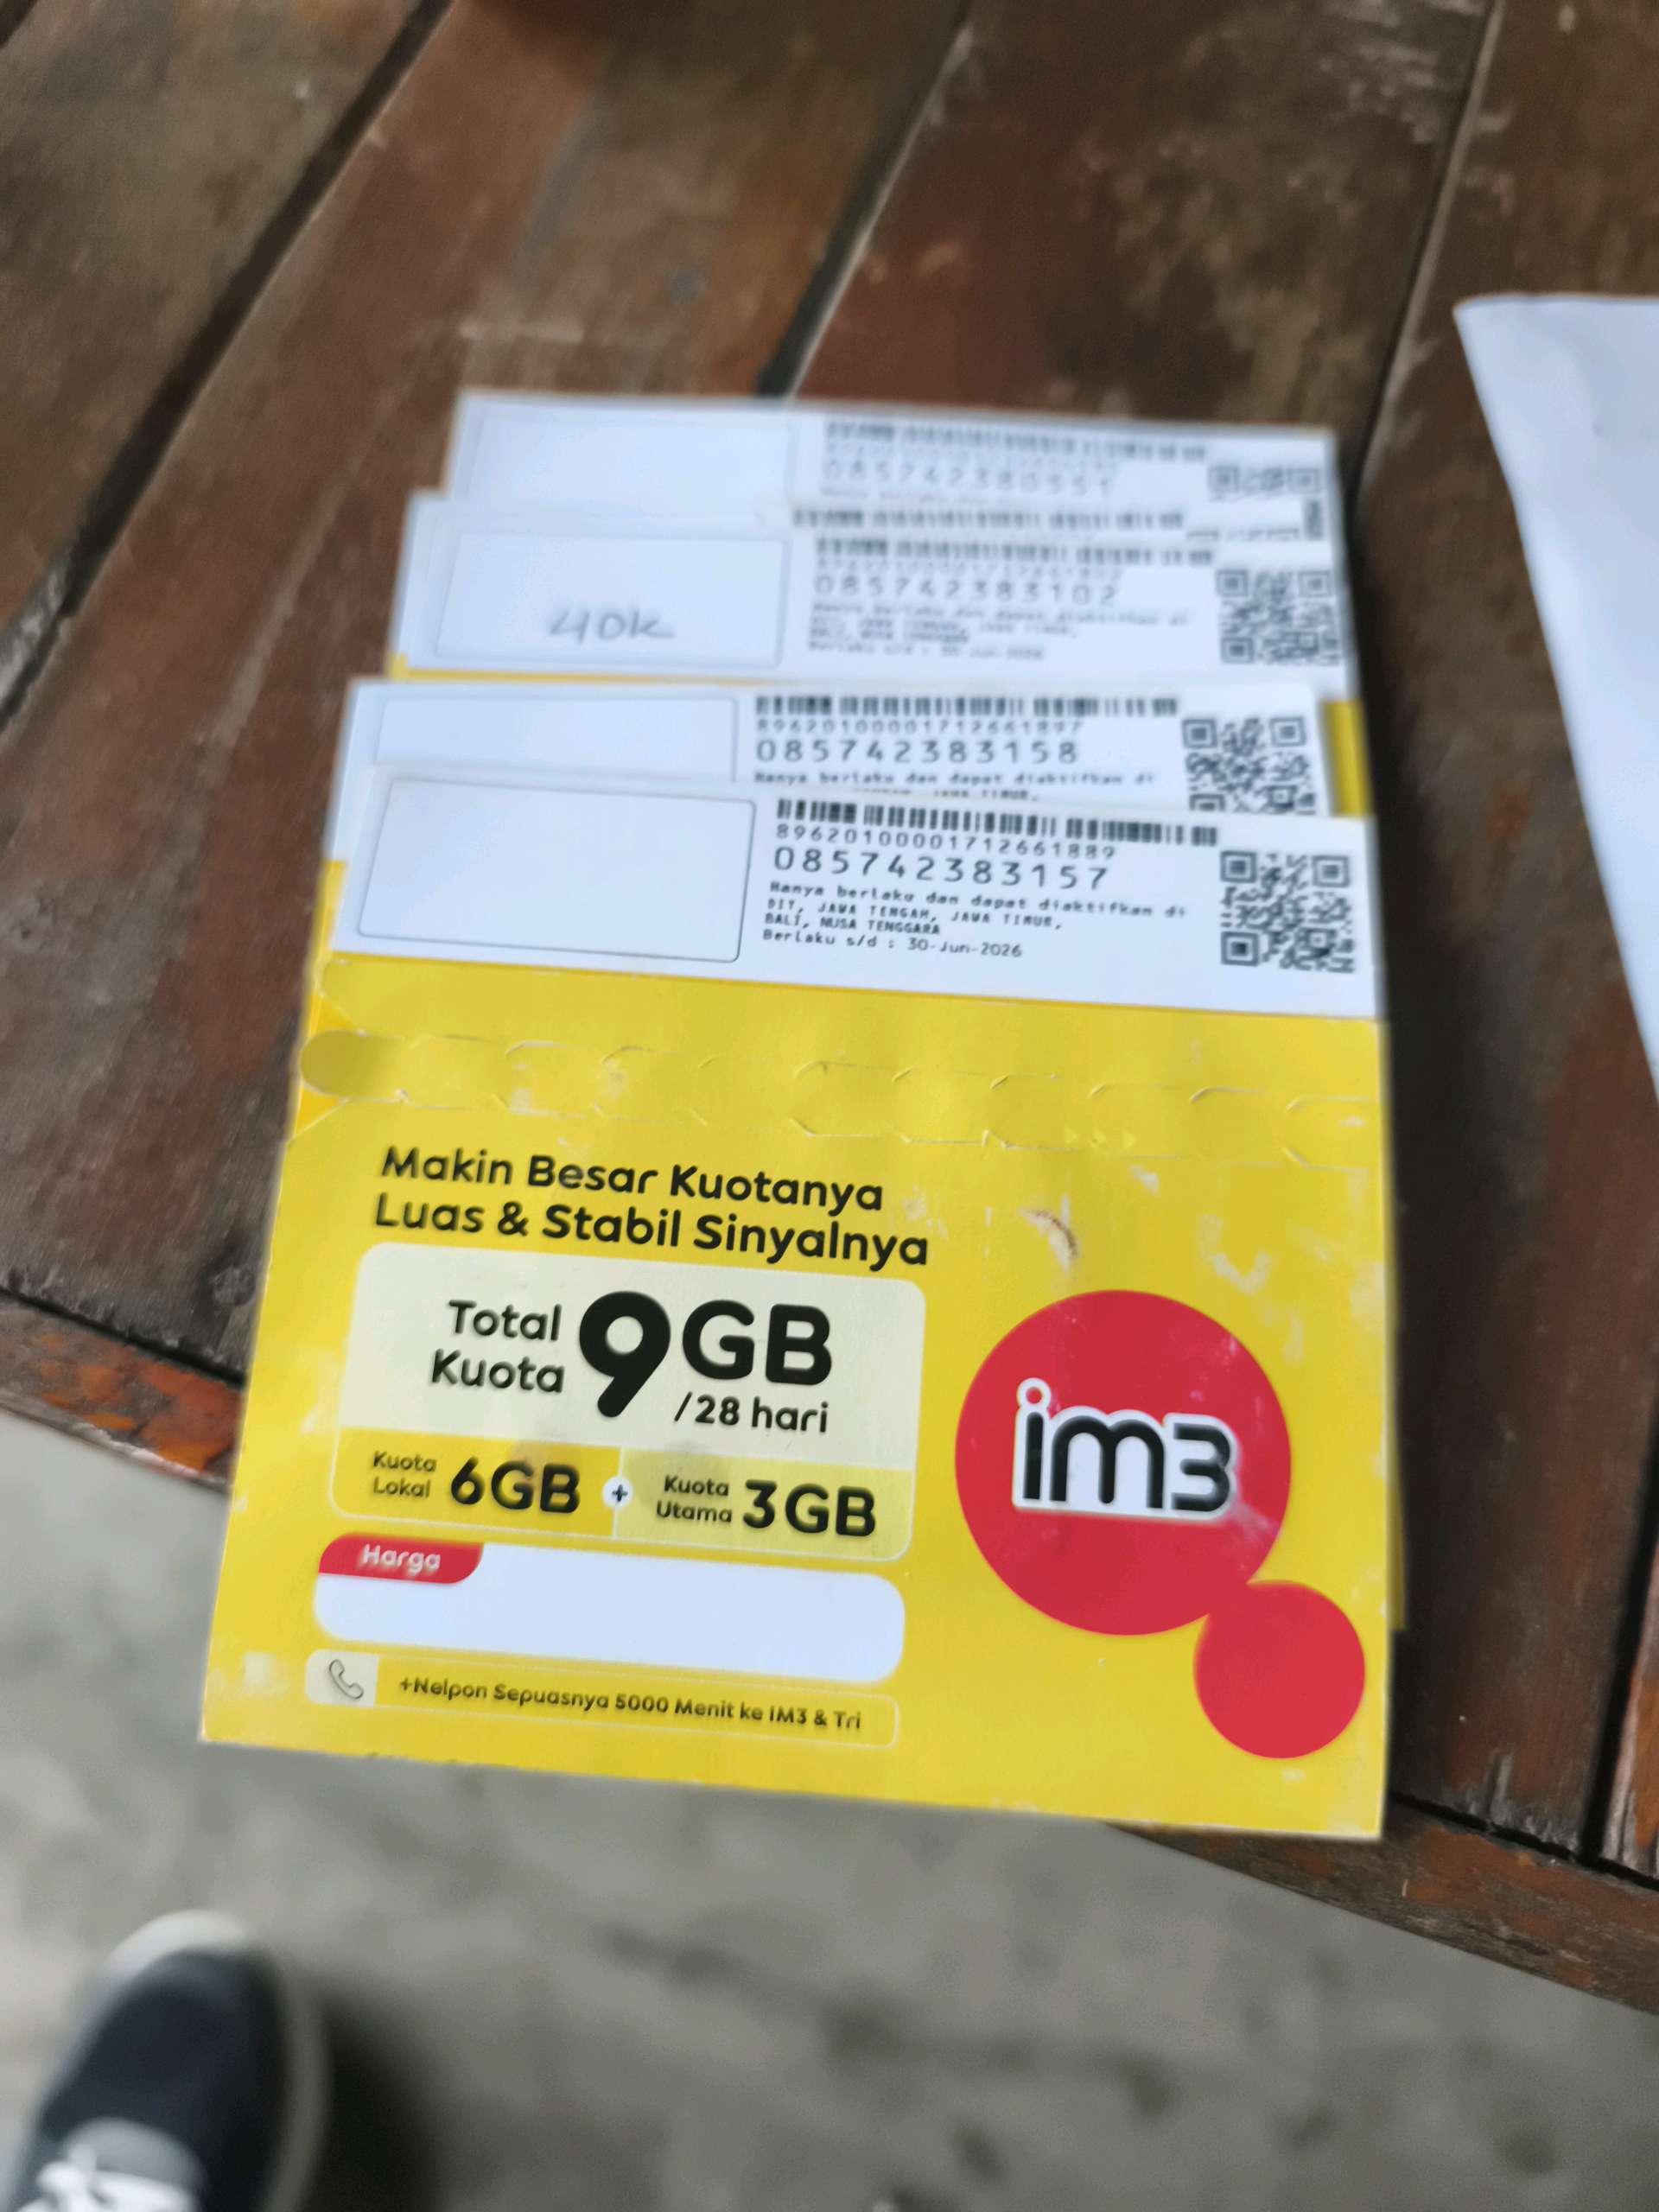 085742380551
40k
085742383102
89620100001712661897
085742383158
Hanya berlaku dan dapat diaktifkan di
89620100001712661889
085742383157
Hanya berlaku dan dapat diaktifkan di
DIY, JAWA TENGAH, JAWA TIMUR,
BALI, NUSA TENGGARA
Berlaku s/d : 30-Jun-2026
Makin Besar Kuotanya
Luas & Stabil Sinyalnya
Total
Kuota
9GB
/28 hari
Kuota
Lokal
6GB
+
Kuota
Utama
3GB
im3
Harga
+Nelpon Sepuasnya 5000 Menit ke IM3 & Tri